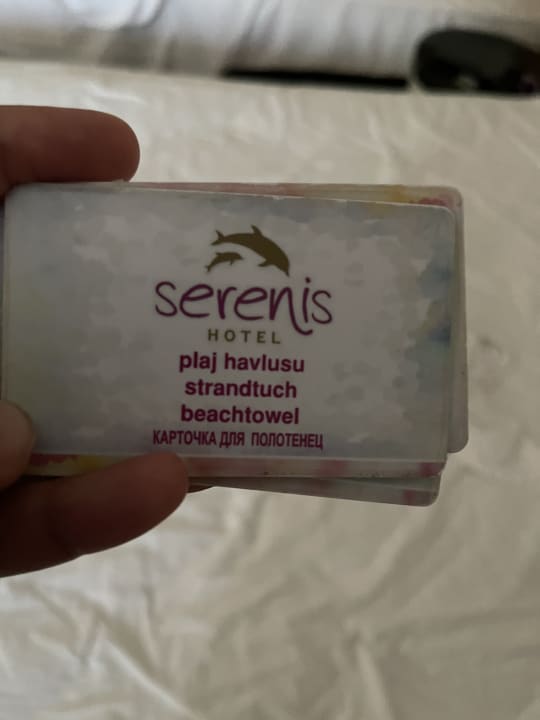 serenis
HOTEL
plaj havlusu
strandtuch
beachtowel
КАРТОЧКА ДЛЯ ПОЛОТЕНЕЦ